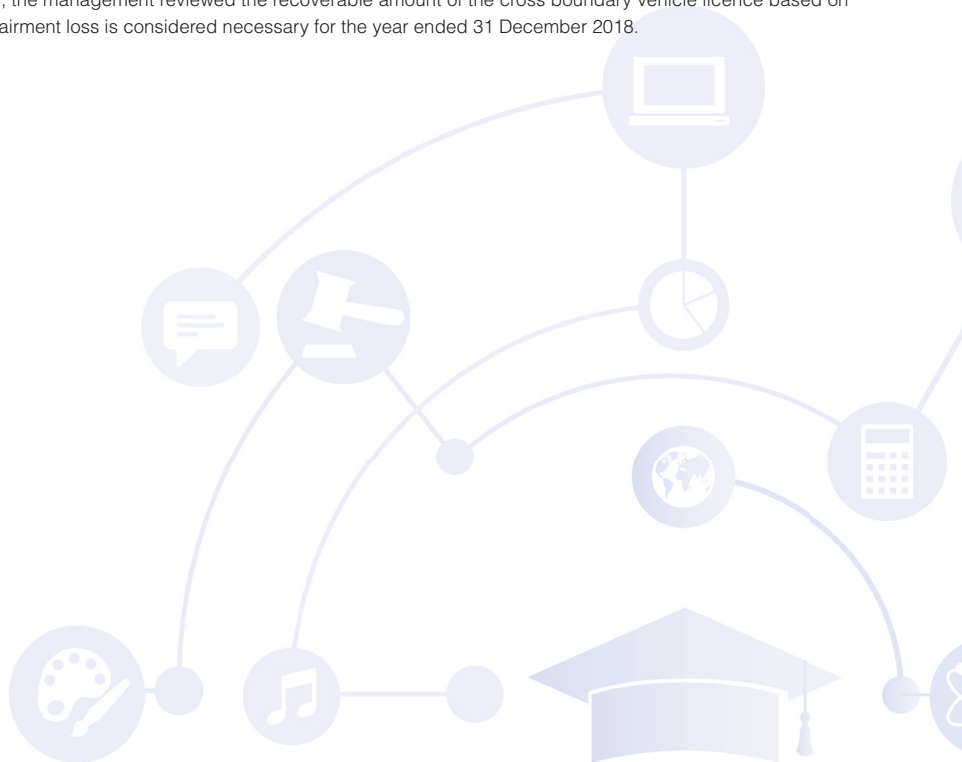 , the management reviewed the recoverable amount of the cross boundary vehicle licence based on
airment loss is considered necessary for the year ended 31 December 2018.